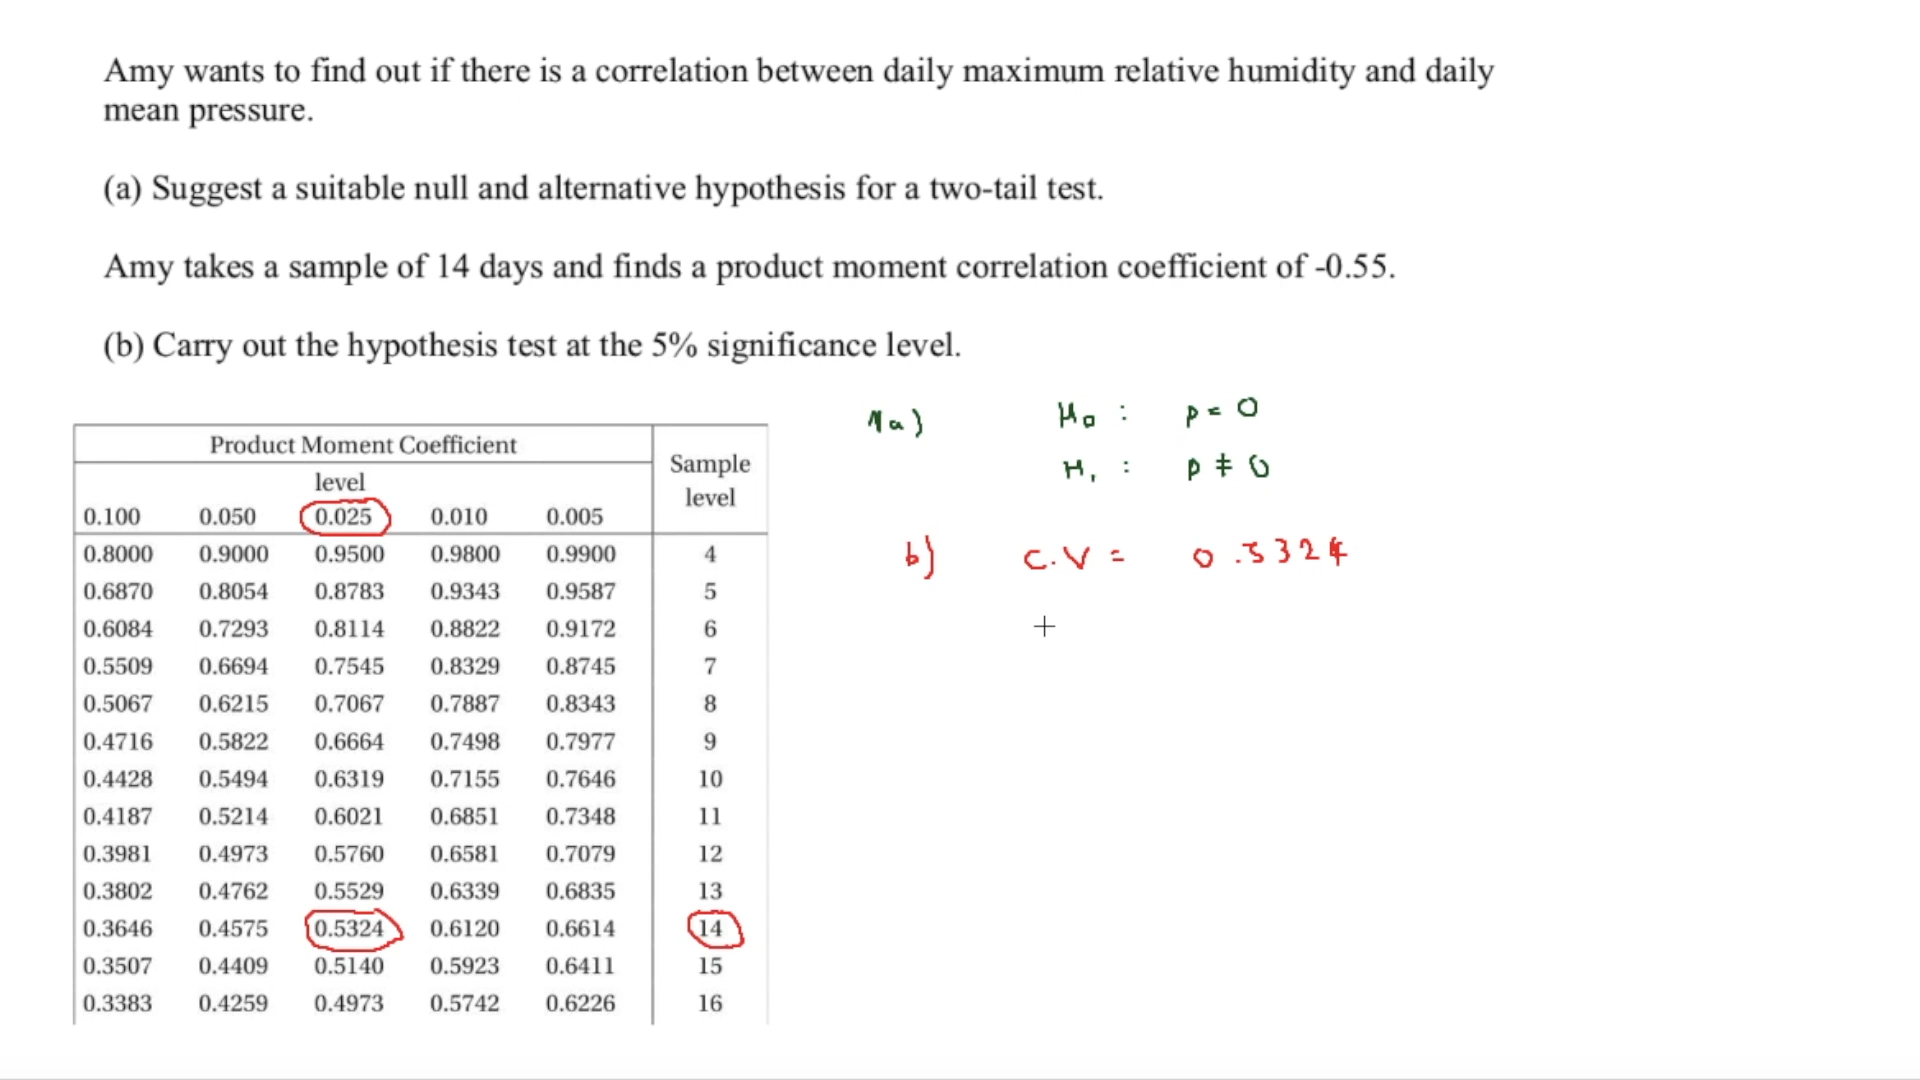 Amy wants to find out if there is a correlation between daily maximum relative humidity and daily
mean pressure.
(a) Suggest a suitable null and alternative hypothesis for a two-tail test.
Amy takes a sample of 14 days and finds a product moment correlation coefficient of -0.55.
(b) Carry out the hypothesis test at the 5% significance level.
Product Moment Coefficient Sample level
level
0.100 0.050 0.025 0.010 0.005
0.8000 0.9000 0.9500 0.9800 0.9900 4
0.6870 0.8054 0.8783 0.9343 0.9587 5
0.6084 0.7293 0.8114 0.8822 0.9172 6
0.5509 0.6694 0.7545 0.8329 0.8745 7
0.5067 0.6215 0.7067 0.7887 0.8343 8
0.4716 0.5822 0.6664 0.7498 0.7977 9
0.4428 0.5494 0.6319 0.7155 0.7646 10
0.4187 0.5214 0.6021 0.6851 0.7348 11
0.3981 0.4973 0.5760 0.6581 0.7079 12
0.3802 0.4762 0.5529 0.6339 0.6835 13
0.3646 0.4575 0.5324 0.6120 0.6614 14
0.3507 0.4409 0.5140 0.5923 0.6411 15
0.3383 0.4259 0.4973 0.5742 0.6226 16
1a) H₀ : ρ = 0
H₁ : ρ ≠ 0
b) C.V = 0.5324